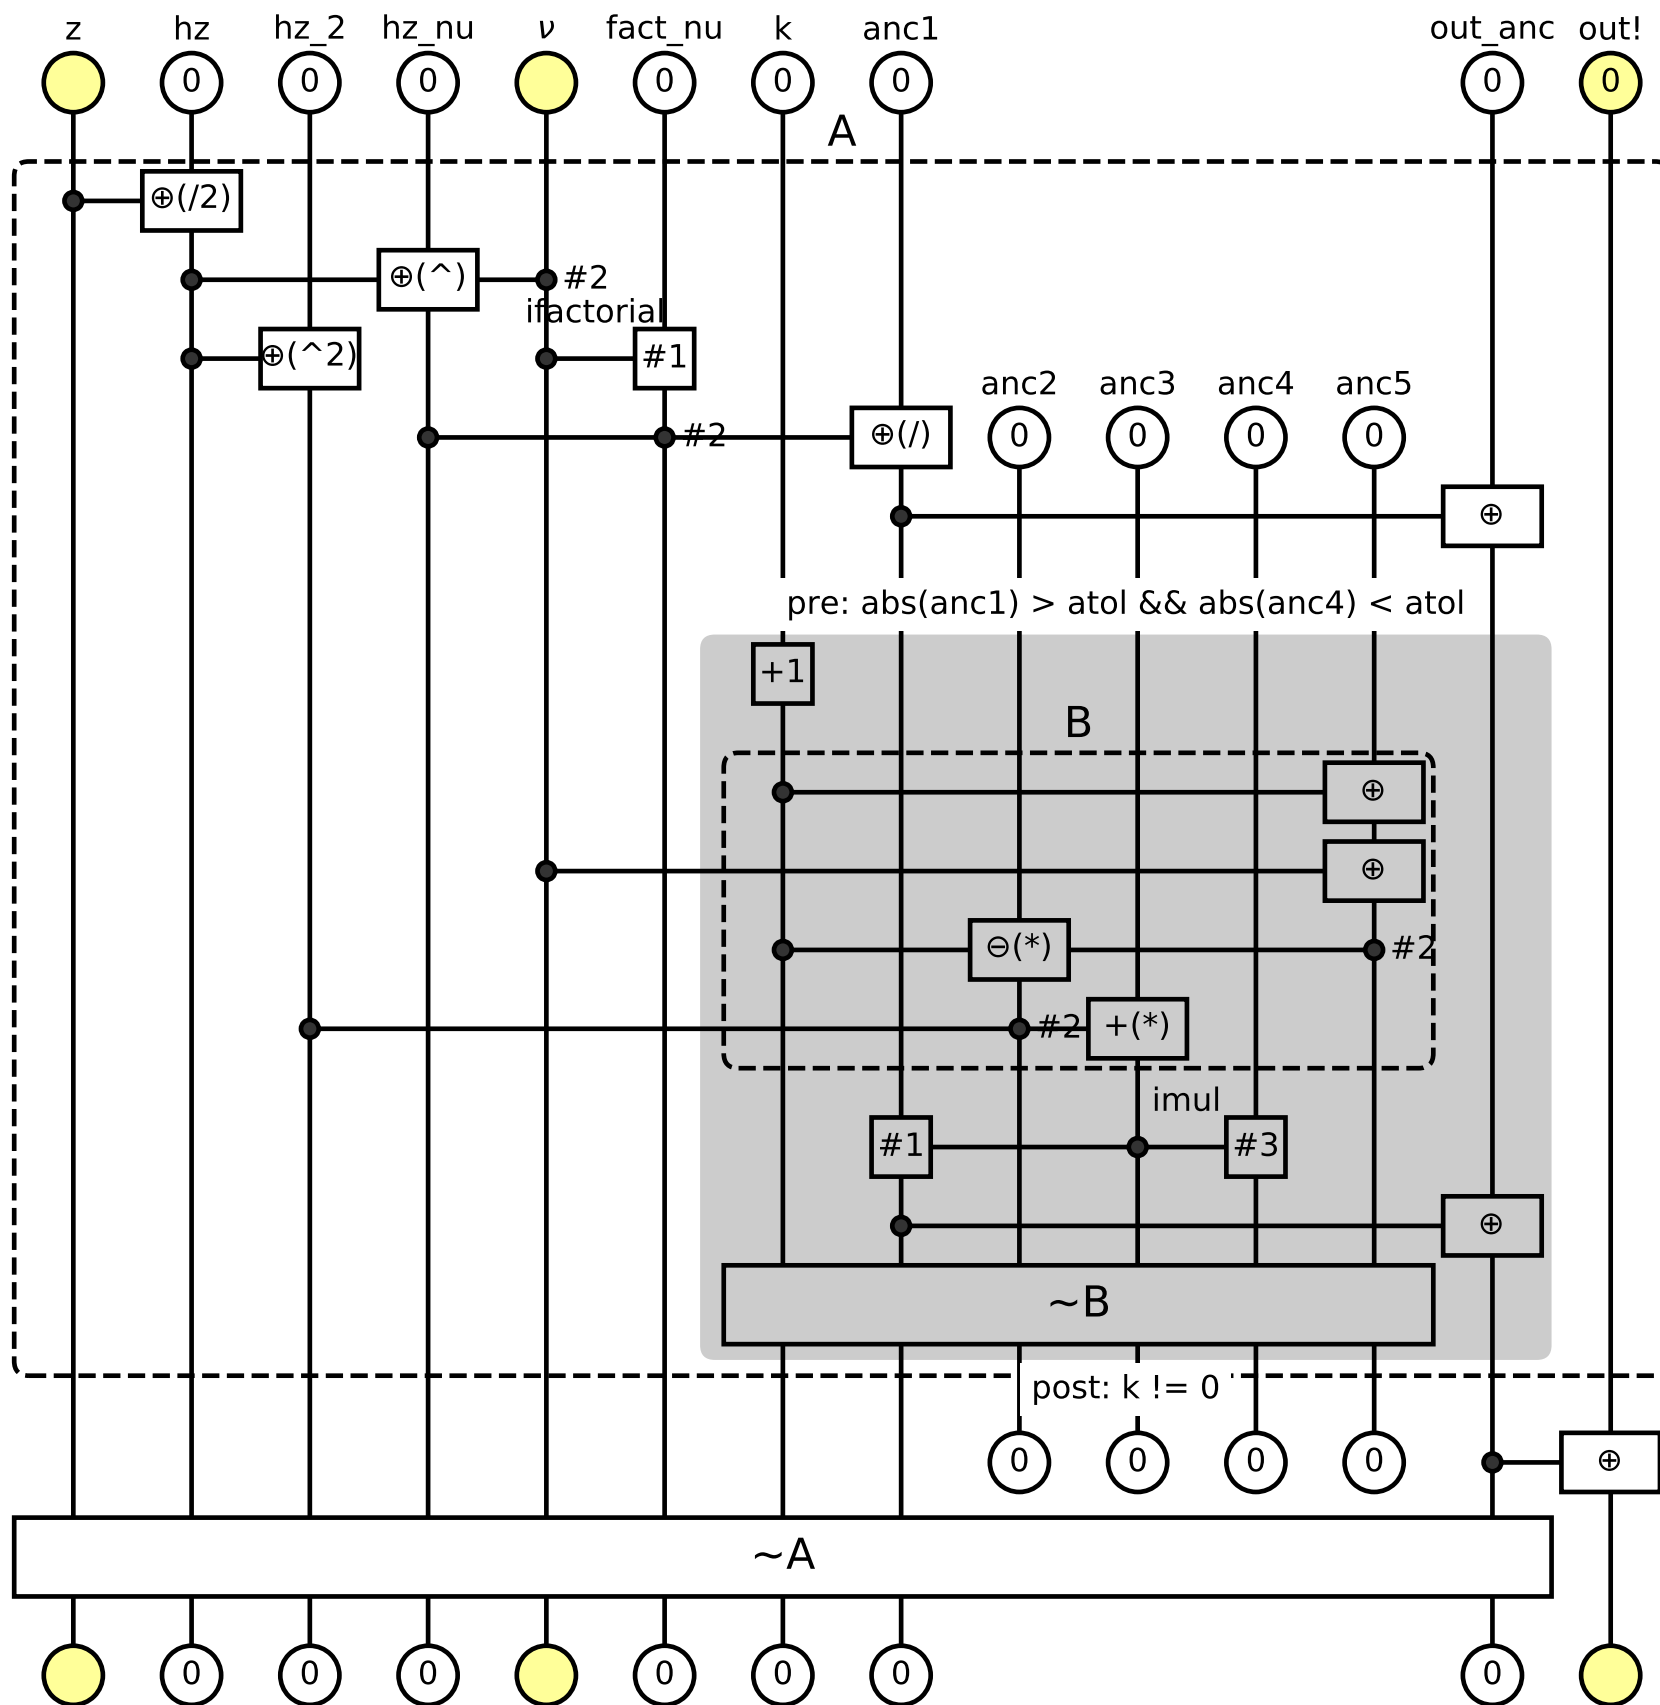 z hz hz_2 hz_nu ν fact_nu k anc1 out_anc out!
0 0 0 0 0 0 0 0
A
⊕(/2)
⊕(^) #2
ifactorial
⊕(^2) #1
anc2 anc3 anc4 anc5
#2 ⊕(/) 0 0 0 0
⊕
pre: abs(anc1) > atol && abs(anc4) < atol
+1
B
⊕
⊕
⊖(*) #2
#2 +(*)
imul
#1 #3
⊕
~B
post: k != 0
0 0 0 0 ⊕
~A
0 0 0 0 0 0 0